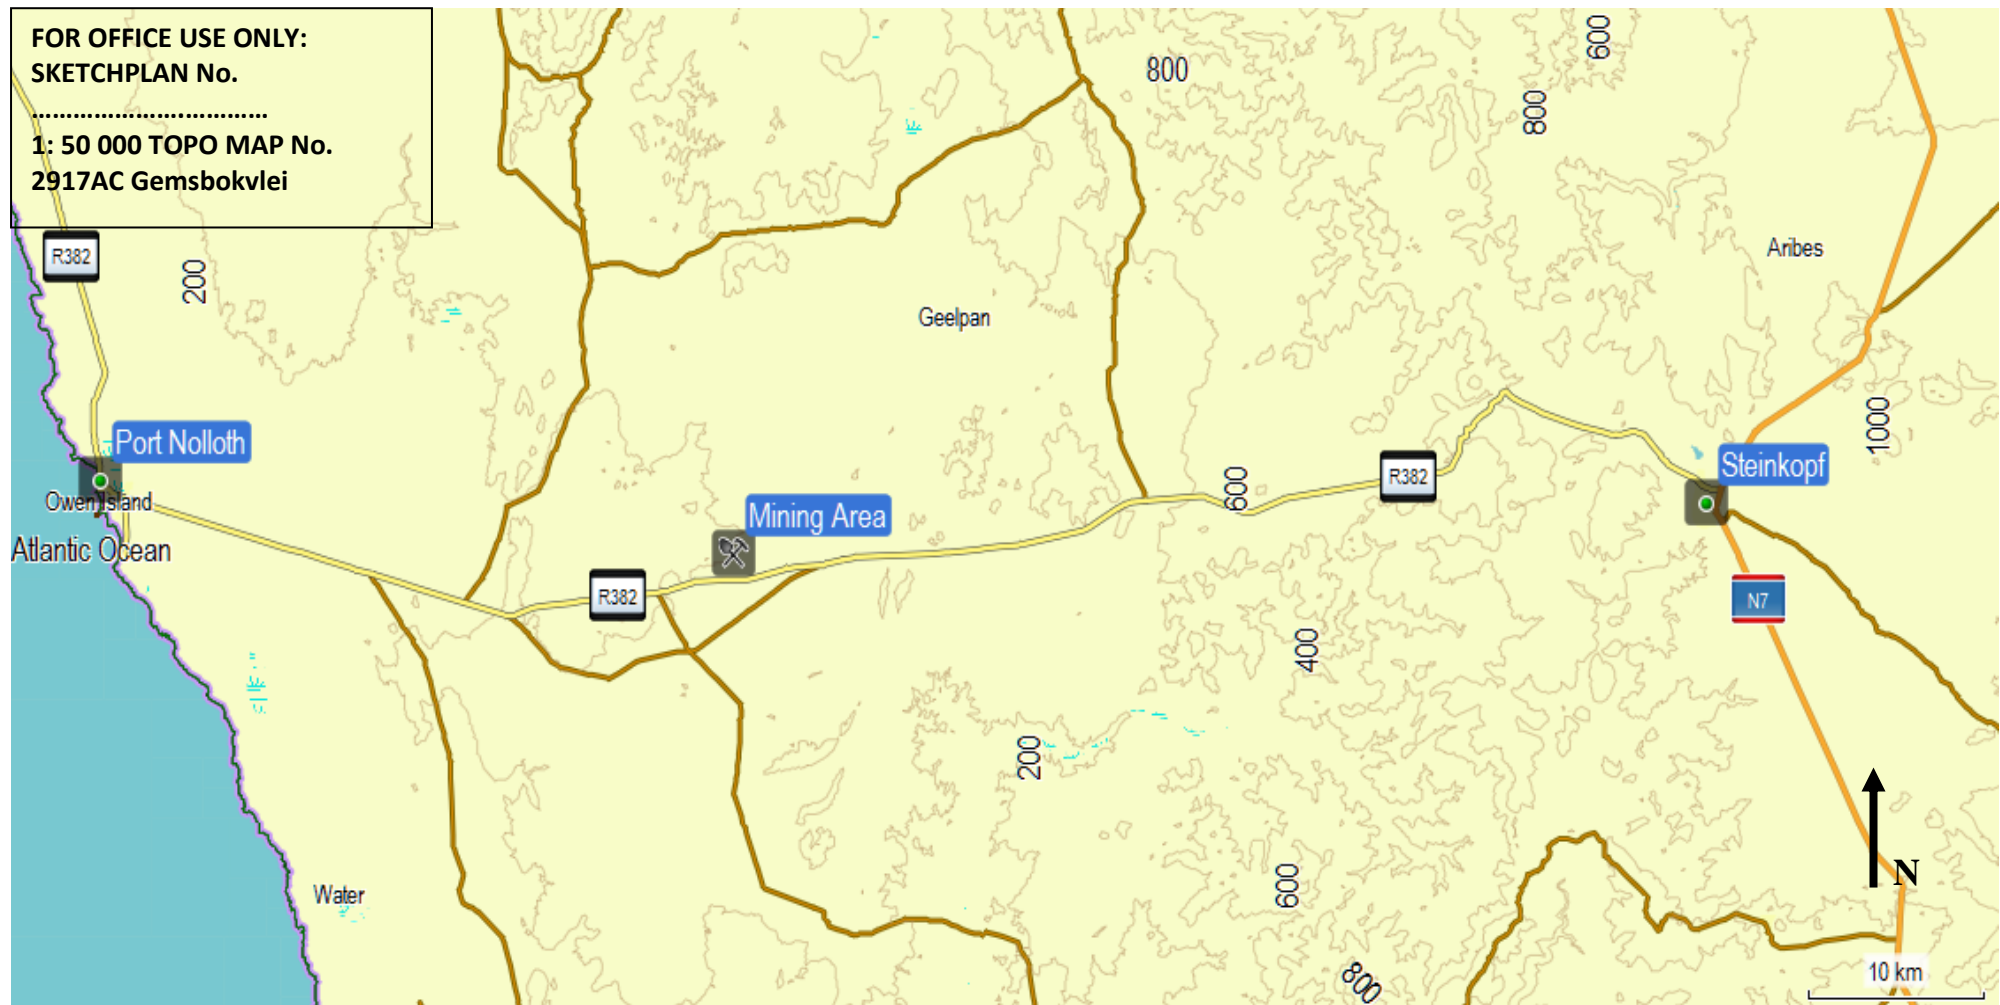 FOR OFFICE USE ONLY:
SKETCHPLAN No.
………………….…………
1: 50 000 TOPO MAP No.
2917AC Gemsbokvlei
600
800
800
R382
200
Aribes
Geelpan
1000
Port Nolloth
Steinkopf
R382
600
Owen Island
Mining Area
Atlantic Ocean
R382
N7
400
200
Water
600
N
800
10 km